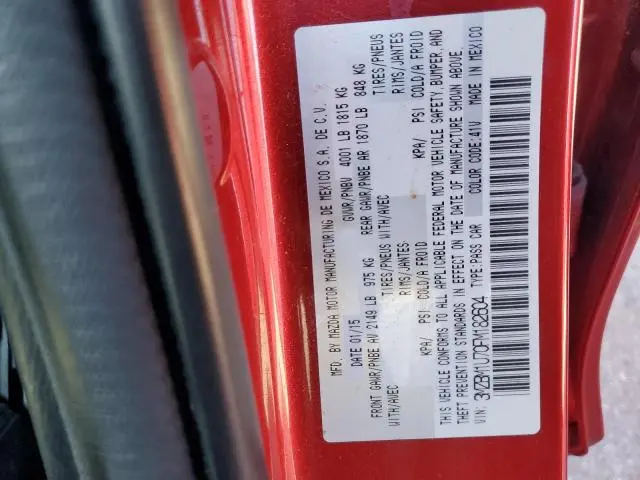 MFD. BY MAZDA MOTOR MANUFACTURING DE MEXICO S.A. DE C.V.
DATE 01/15 GVWR/PNBV 4001 LB 1815 KG
FRONT GAWR/PNBE AV 2149 LB 975 KG REAR GAWR/PNBE AR 1870 LB 848 KG
WITH/AVEC TIRES/PNEUS WITH/AVEC TIRES/PNEUS
RIMS/JANTES RIMS/JANTES
KPA/ PSI COLD/A FROID KPA/ PSI COLD/A FROID
THIS VEHICLE CONFORMS TO ALL APPLICABLE FEDERAL MOTOR VEHICLE SAFETY, BUMPER, AND
THEFT PREVENTION STANDARDS IN EFFECT ON THE DATE OF MANUFACTURE SHOWN ABOVE.
VIN: 3MZBM1U70FM182604 TYPE:PASS CAR COLOR CODE:41V MADE IN MEXICO